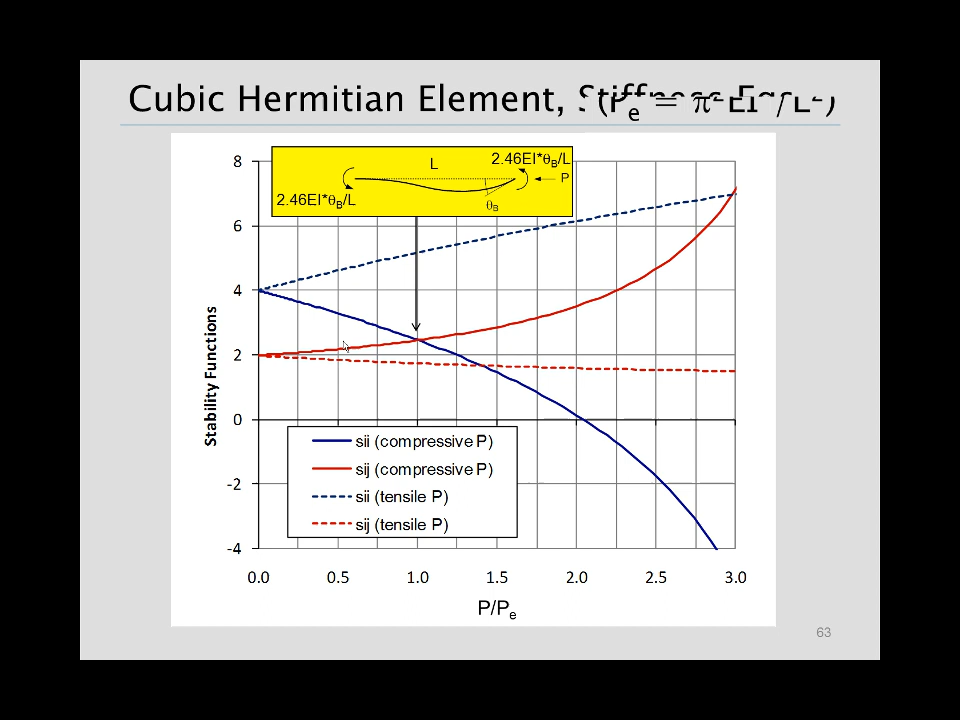 Cubic Hermitian Element,
8
6
4
2
0
-2
-4
Stability Functions
L
2.46EI*θB/L
P
2.46EI*θB/L
θB
sii (compressive P)
sij (compressive P)
sii (tensile P)
sij (tensile P)
0.0 0.5 1.0 1.5 2.0 2.5 3.0
P/Pe
63